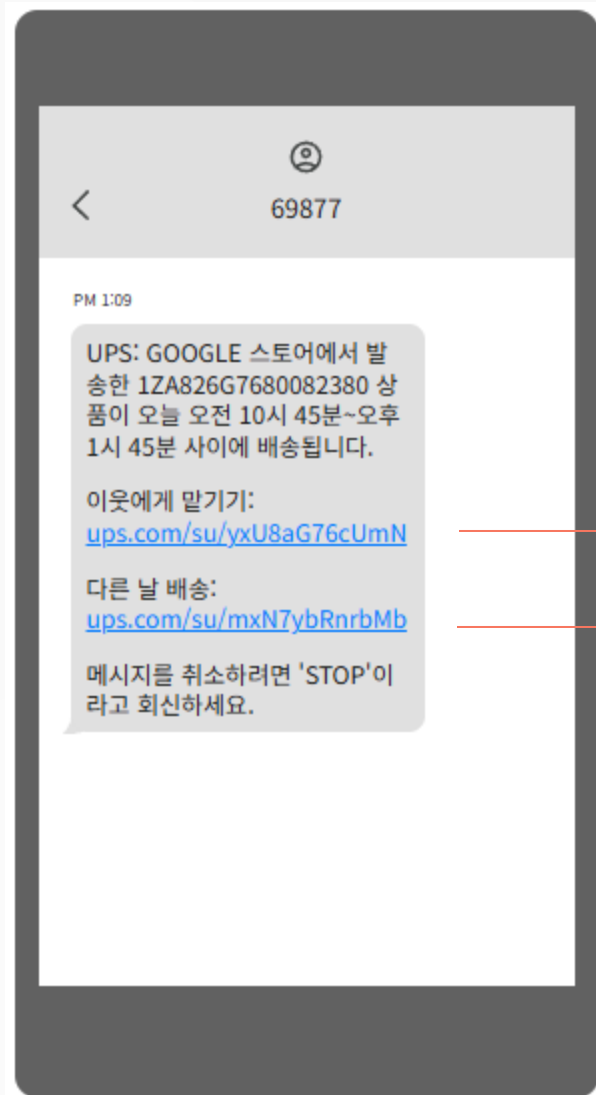 69877
PM 1:09
UPS: GOOGLE 스토어에서 발
송한 1ZA826G7680082380 상
품이 오늘 오전 10시 45분~오후
1시 45분 사이에 배송됩니다.
이웃에게 맡기기:
ups.com/su/yxU8aG76cUmN
다른 날 배송:
ups.com/su/mxN7ybRnrbMb
메시지를 취소하려면 'STOP'이
라고 회신하세요.